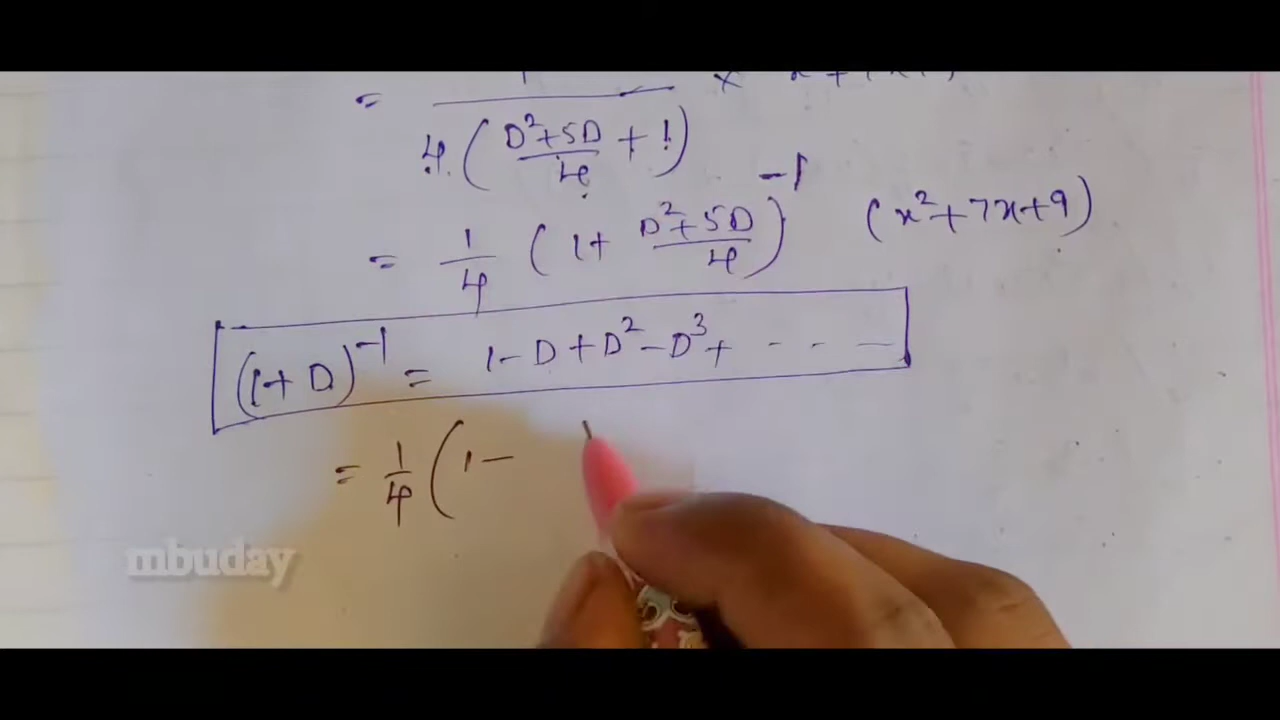 =
4 ( D²+5D / 4 + 1 )
= 1/4 ( 1 + D²+5D / 4 )⁻¹ (x²+7x+9)
(1+D)⁻¹ = 1-D+D²-D³+ - - -
= 1/4 ( 1-
mbuday